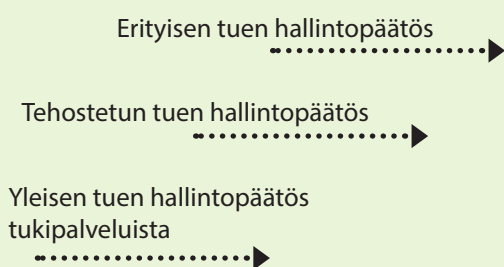 Erityisen tuen hallintopäätös
Tehostetun tuen hallintopäätös
Yleisen tuen hallintopäätös
tukipalveluista